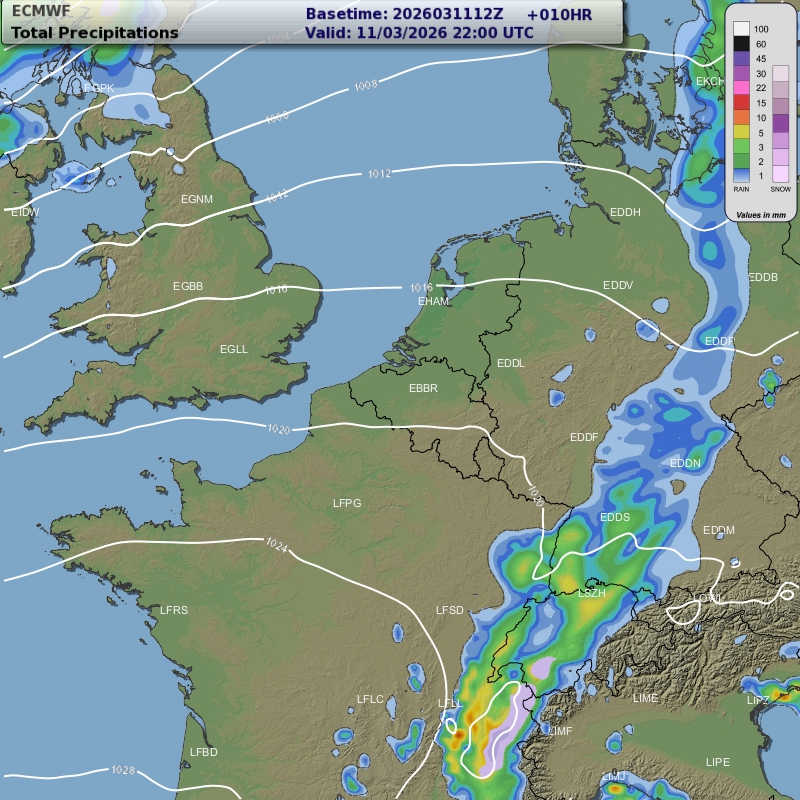 ECMWF
Total Precipitations
Basetime: 2026031112Z +010HR
Valid: 11/03/2026 22:00 UTC
100
60
45
30
22
15
10
5
3
2
1
RAIN SNOW
Values in mm
1004
EGPK
EKCH
1008
1008
1012
EIDW
EGNM
1012
EDDH
EGBB
1016
1016
EHAM
EDDV
EDDB
EGLL
EDDL
EBBR
1020
EDDF
EDDN
1020
LFPG
EDDS
EDDM
1024
LSZH
LFRS
LFSD
LFLC
LFLL
LIME
LIPZ
LIMF
LFBD
LIPE
1028
LIMJ